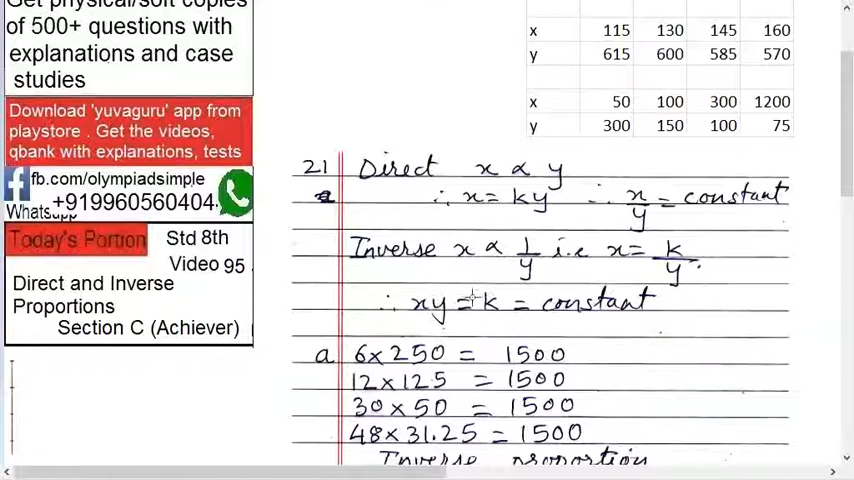 Get physical/soft copies
of 500+ questions with
explanations and case
studies
Download 'yuvaguru' app from
playstore . Get the videos,
qbank with explanations, tests
fb.com/olympiadsimple
Whatsapp +919960560404
Today's Portion Std 8th
Video 95
Direct and Inverse
Proportions
Section C (Achiever)
x 115 130 145 160
y 615 600 585 570
x 50 100 300 1200
y 300 150 100 75
21 Direct x ∝ y
∴ x = ky ∴ x/y = constant
Inverse x ∝ 1/y i.e x = k/y.
∴ xy = k = constant
a 6 x 250 = 1500
12 x 125 = 1500
30 x 50 = 1500
48 x 31.25 = 1500
Inverse proportion